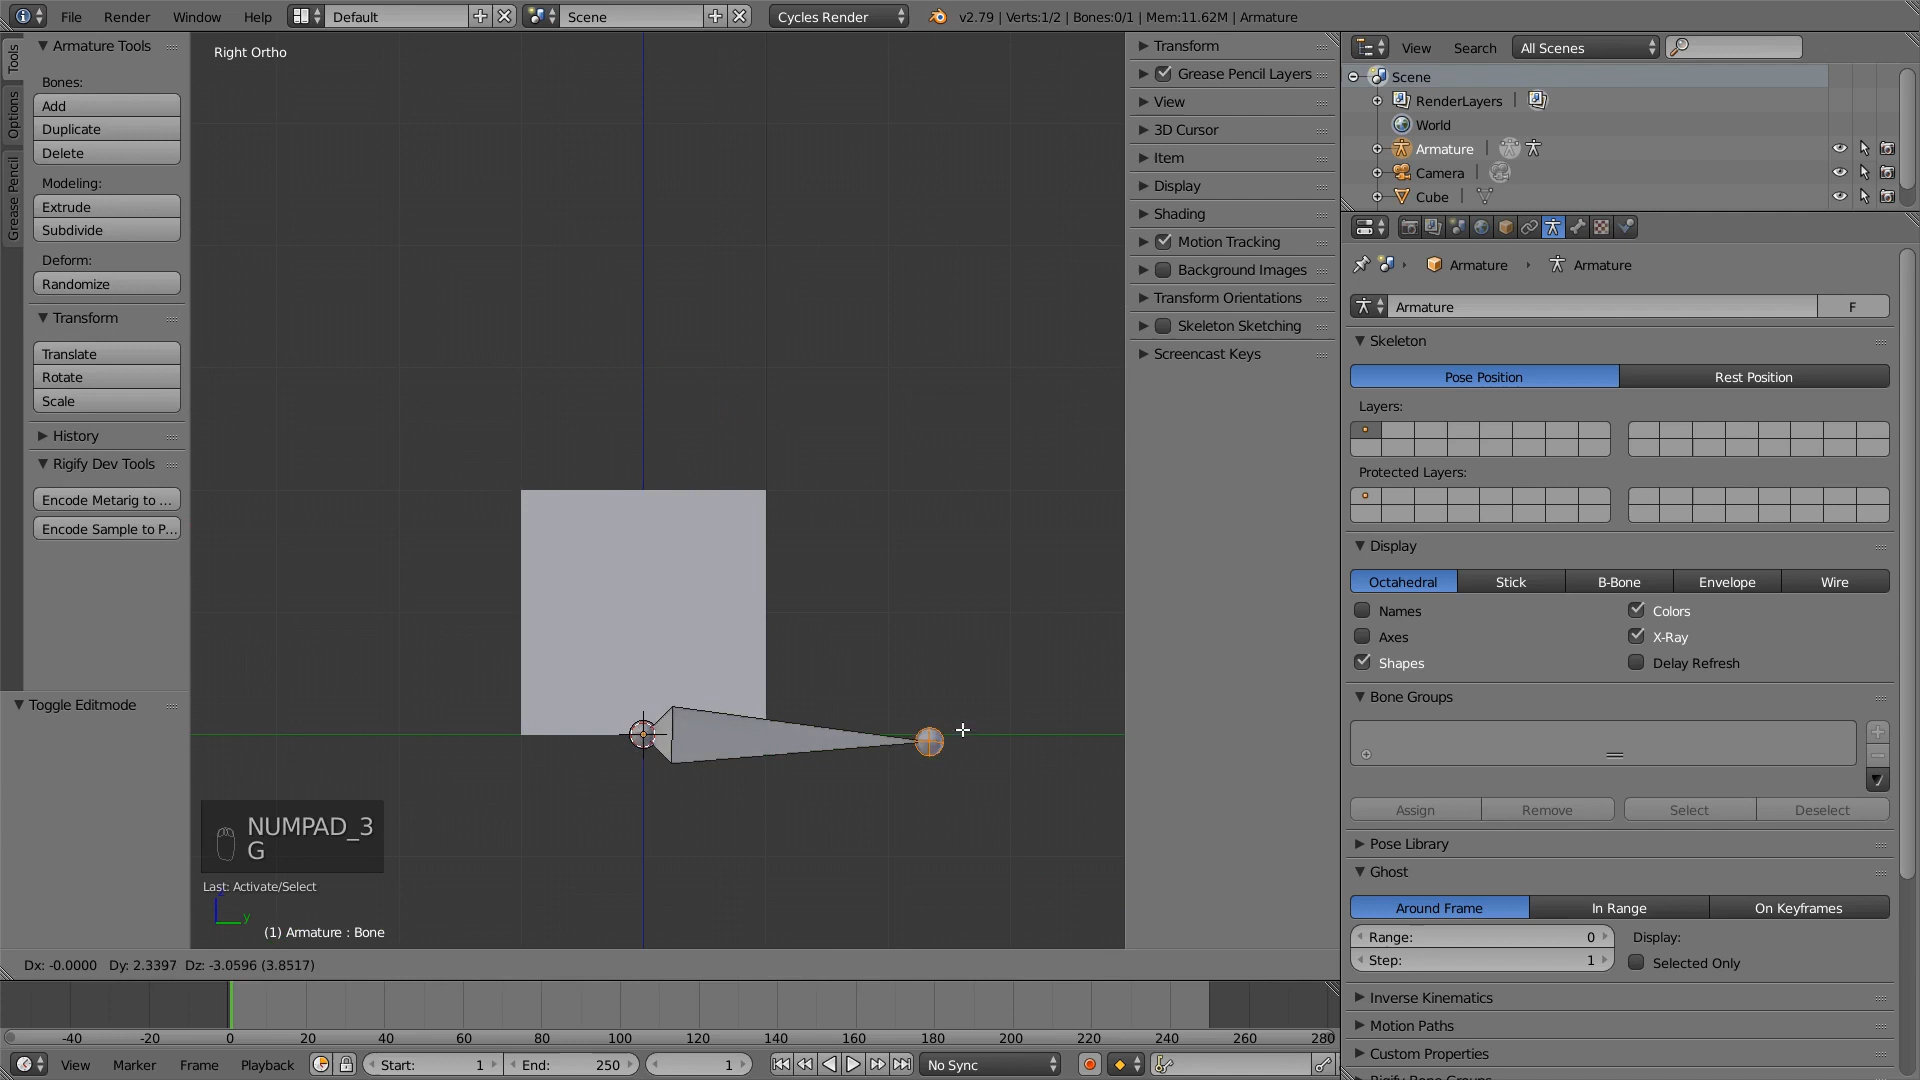 File Render Window Help Default Scene Cycles Render v2.79 | Verts:1/2 | Bones:0/1 | Mem:11.62M | Armature
Tools
Options
Grease Pencil
Armature Tools
Bones:
Add
Duplicate
Delete
Modeling:
Extrude
Subdivide
Deform:
Randomize
Transform
Translate
Rotate
Scale
History
Rigify Dev Tools
Encode Metarig to ...
Encode Sample to P...
Toggle Editmode
Right Ortho
NUMPAD_3
G
Last: Activate/Select
y
(1) Armature : Bone
Dx: -0.0000 Dy: 2.3397 Dz: -3.0596 (3.8517)
Transform
Grease Pencil Layers
View
3D Cursor
Item
Display
Shading
Motion Tracking
Background Images
Transform Orientations
Skeleton Sketching
Screencast Keys
View Search All Scenes
Scene
RenderLayers |
World
Armature |
Camera |
Cube |
Armature Armature
Armature F
Skeleton
Pose Position Rest Position
Layers:
Protected Layers:
Display
Octahedral Stick B-Bone Envelope Wire
Names Colors
Axes X-Ray
Shapes Delay Refresh
Bone Groups
Assign Remove Select Deselect
Pose Library
Ghost
Around Frame In Range On Keyframes
Range: 0 Display:
Step: 1 Selected Only
Inverse Kinematics
Motion Paths
Custom Properties
-40 -20 0 20 40 60 80 100 120 140 160 180 200 220 240 260 280
View Marker Frame Playback Start: 1 End: 250 1 No Sync